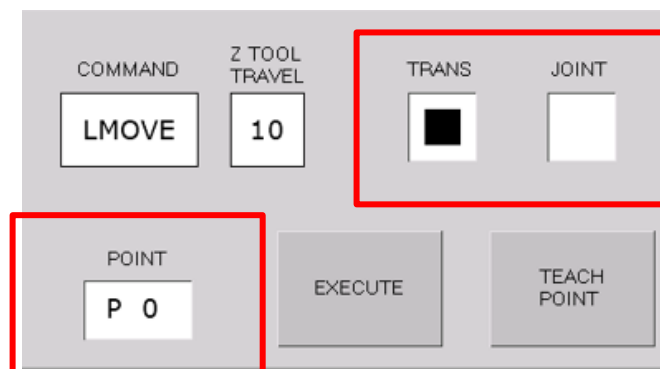 COMMAND
Z TOOL
TRAVEL
TRANS
JOINT
LMOVE
10
POINT
P 0
EXECUTE
TEACH
POINT